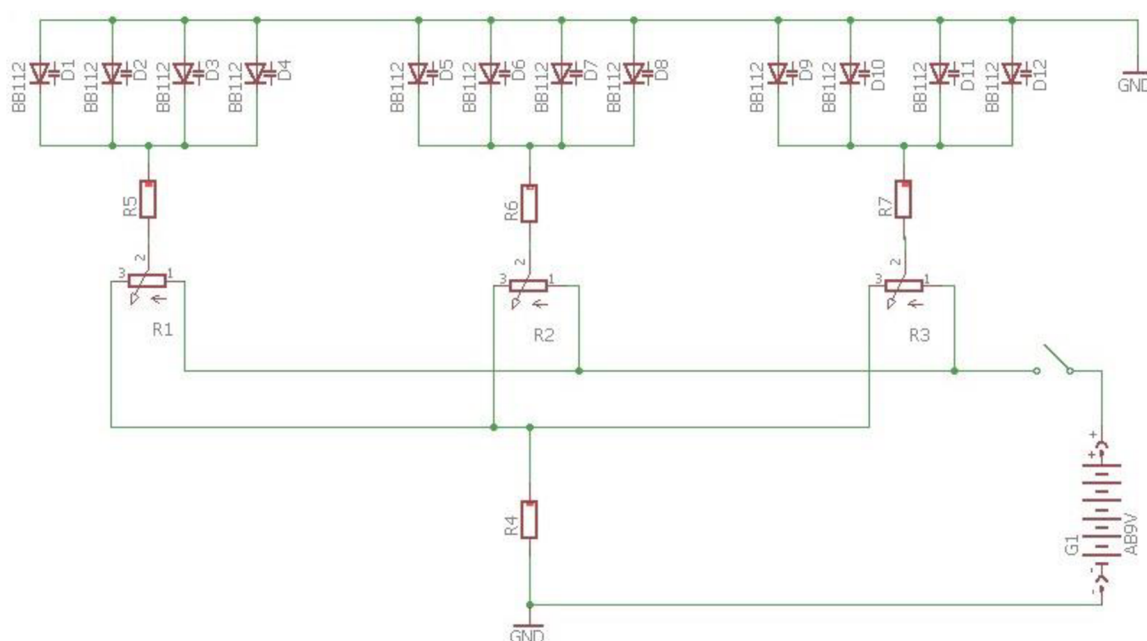 BB112
D1
BB112
D2
BB112
D3
BB112
D4
BB112
D5
BB112
D6
BB112
D7
BB112
D8
BB112
D9
BB112
D10
BB112
D11
BB112
D12
GND
R5
R6
R7
3
2
1
R1
3
2
1
R2
3
2
1
R3
R4
GND
+
+
-
-
G1
AB9V